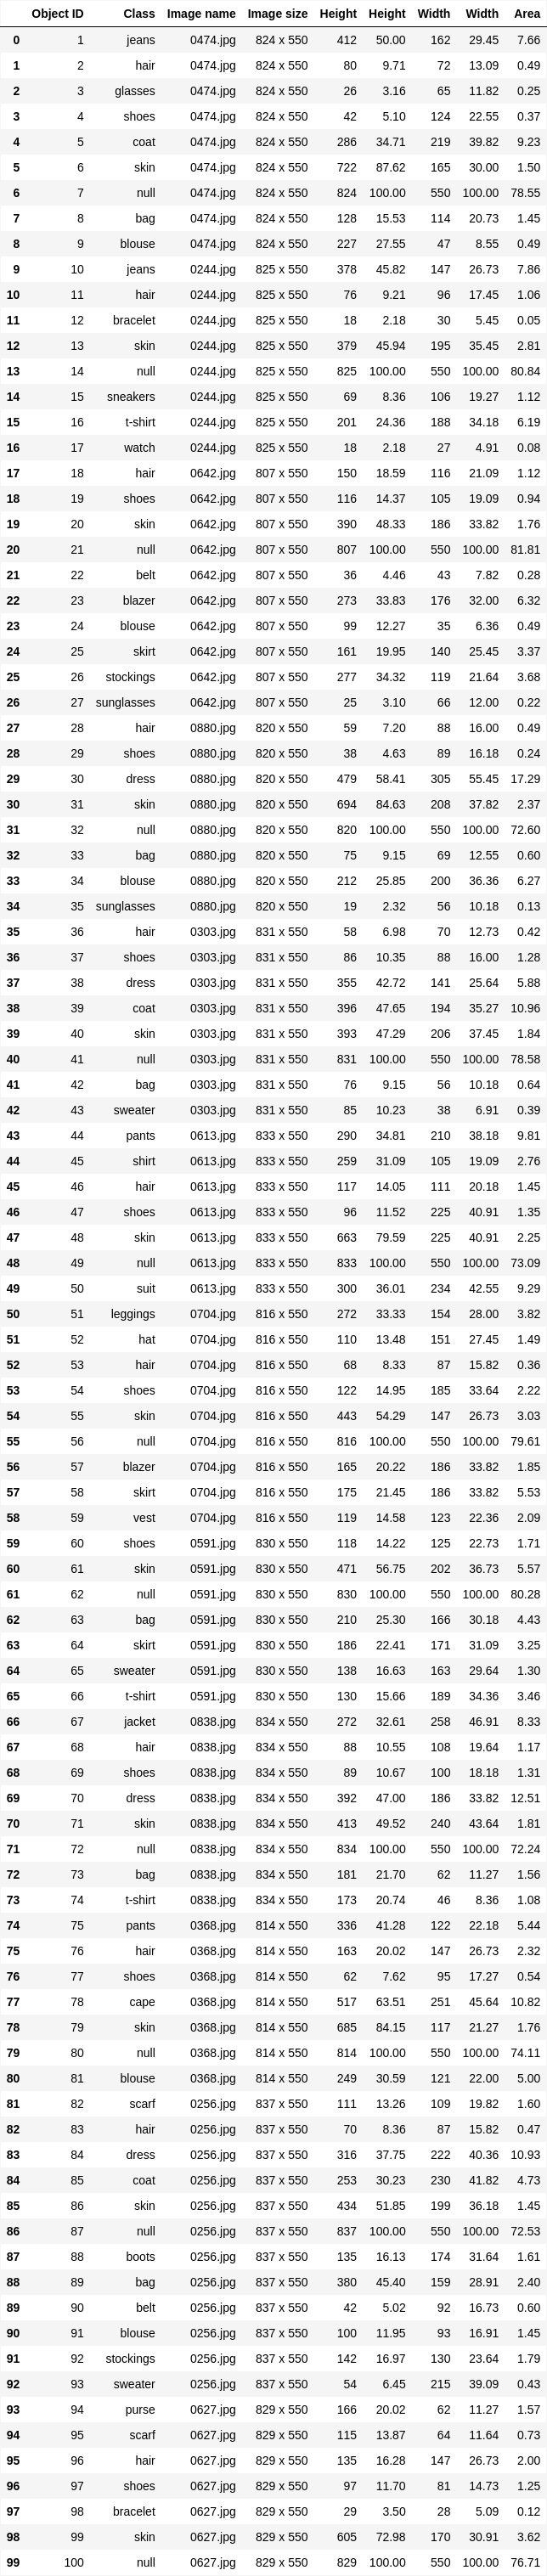 Object ID Class Image name Image size Height Height Width Width Area
0 1 jeans 0474.jpg 824 x 550 412 50.00 162 29.45 7.66
1 2 hair 0474.jpg 824 x 550 80 9.71 72 13.09 0.49
2 3 glasses 0474.jpg 824 x 550 26 3.16 65 11.82 0.25
3 4 shoes 0474.jpg 824 x 550 42 5.10 124 22.55 0.37
4 5 coat 0474.jpg 824 x 550 286 34.71 219 39.82 9.23
5 6 skin 0474.jpg 824 x 550 722 87.62 165 30.00 1.50
6 7 null 0474.jpg 824 x 550 824 100.00 550 100.00 78.55
7 8 bag 0474.jpg 824 x 550 128 15.53 114 20.73 1.45
8 9 blouse 0474.jpg 824 x 550 227 27.55 47 8.55 0.49
9 10 jeans 0244.jpg 825 x 550 378 45.82 147 26.73 7.86
10 11 hair 0244.jpg 825 x 550 76 9.21 96 17.45 1.06
11 12 bracelet 0244.jpg 825 x 550 18 2.18 30 5.45 0.05
12 13 skin 0244.jpg 825 x 550 379 45.94 195 35.45 2.81
13 14 null 0244.jpg 825 x 550 825 100.00 550 100.00 80.84
14 15 sneakers 0244.jpg 825 x 550 69 8.36 106 19.27 1.12
15 16 t-shirt 0244.jpg 825 x 550 201 24.36 188 34.18 6.19
16 17 watch 0244.jpg 825 x 550 18 2.18 27 4.91 0.08
17 18 hair 0642.jpg 807 x 550 150 18.59 116 21.09 1.12
18 19 shoes 0642.jpg 807 x 550 116 14.37 105 19.09 0.94
19 20 skin 0642.jpg 807 x 550 390 48.33 186 33.82 1.76
20 21 null 0642.jpg 807 x 550 807 100.00 550 100.00 81.81
21 22 belt 0642.jpg 807 x 550 36 4.46 43 7.82 0.28
22 23 blazer 0642.jpg 807 x 550 273 33.83 176 32.00 6.32
23 24 blouse 0642.jpg 807 x 550 99 12.27 35 6.36 0.49
24 25 skirt 0642.jpg 807 x 550 161 19.95 140 25.45 3.37
25 26 stockings 0642.jpg 807 x 550 277 34.32 119 21.64 3.68
26 27 sunglasses 0642.jpg 807 x 550 25 3.10 66 12.00 0.22
27 28 hair 0880.jpg 820 x 550 59 7.20 88 16.00 0.49
28 29 shoes 0880.jpg 820 x 550 38 4.63 89 16.18 0.24
29 30 dress 0880.jpg 820 x 550 479 58.41 305 55.45 17.29
30 31 skin 0880.jpg 820 x 550 694 84.63 208 37.82 2.37
31 32 null 0880.jpg 820 x 550 820 100.00 550 100.00 72.60
32 33 bag 0880.jpg 820 x 550 75 9.15 69 12.55 0.60
33 34 blouse 0880.jpg 820 x 550 212 25.85 200 36.36 6.27
34 35 sunglasses 0880.jpg 820 x 550 19 2.32 56 10.18 0.13
35 36 hair 0303.jpg 831 x 550 58 6.98 70 12.73 0.42
36 37 shoes 0303.jpg 831 x 550 86 10.35 88 16.00 1.28
37 38 dress 0303.jpg 831 x 550 355 42.72 141 25.64 5.88
38 39 coat 0303.jpg 831 x 550 396 47.65 194 35.27 10.96
39 40 skin 0303.jpg 831 x 550 393 47.29 206 37.45 1.84
40 41 null 0303.jpg 831 x 550 831 100.00 550 100.00 78.58
41 42 bag 0303.jpg 831 x 550 76 9.15 56 10.18 0.64
42 43 sweater 0303.jpg 831 x 550 85 10.23 38 6.91 0.39
43 44 pants 0613.jpg 833 x 550 290 34.81 210 38.18 9.81
44 45 shirt 0613.jpg 833 x 550 259 31.09 105 19.09 2.76
45 46 hair 0613.jpg 833 x 550 117 14.05 111 20.18 1.45
46 47 shoes 0613.jpg 833 x 550 96 11.52 225 40.91 1.35
47 48 skin 0613.jpg 833 x 550 663 79.59 225 40.91 2.25
48 49 null 0613.jpg 833 x 550 833 100.00 550 100.00 73.09
49 50 suit 0613.jpg 833 x 550 300 36.01 234 42.55 9.29
50 51 leggings 0704.jpg 816 x 550 272 33.33 154 28.00 3.82
51 52 hat 0704.jpg 816 x 550 110 13.48 151 27.45 1.49
52 53 hair 0704.jpg 816 x 550 68 8.33 87 15.82 0.36
53 54 shoes 0704.jpg 816 x 550 122 14.95 185 33.64 2.22
54 55 skin 0704.jpg 816 x 550 443 54.29 147 26.73 3.03
55 56 null 0704.jpg 816 x 550 816 100.00 550 100.00 79.61
56 57 blazer 0704.jpg 816 x 550 165 20.22 186 33.82 1.85
57 58 skirt 0704.jpg 816 x 550 175 21.45 186 33.82 5.53
58 59 vest 0704.jpg 816 x 550 119 14.58 123 22.36 2.09
59 60 shoes 0591.jpg 830 x 550 118 14.22 125 22.73 1.71
60 61 skin 0591.jpg 830 x 550 471 56.75 202 36.73 5.57
61 62 null 0591.jpg 830 x 550 830 100.00 550 100.00 80.28
62 63 bag 0591.jpg 830 x 550 210 25.30 166 30.18 4.43
63 64 skirt 0591.jpg 830 x 550 186 22.41 171 31.09 3.25
64 65 sweater 0591.jpg 830 x 550 138 16.63 163 29.64 1.30
65 66 t-shirt 0591.jpg 830 x 550 130 15.66 189 34.36 3.46
66 67 jacket 0838.jpg 834 x 550 272 32.61 258 46.91 8.33
67 68 hair 0838.jpg 834 x 550 88 10.55 108 19.64 1.17
68 69 shoes 0838.jpg 834 x 550 89 10.67 100 18.18 1.31
69 70 dress 0838.jpg 834 x 550 392 47.00 186 33.82 12.51
70 71 skin 0838.jpg 834 x 550 413 49.52 240 43.64 1.81
71 72 null 0838.jpg 834 x 550 834 100.00 550 100.00 72.24
72 73 bag 0838.jpg 834 x 550 181 21.70 62 11.27 1.56
73 74 t-shirt 0838.jpg 834 x 550 173 20.74 46 8.36 1.08
74 75 pants 0368.jpg 814 x 550 336 41.28 122 22.18 5.44
75 76 hair 0368.jpg 814 x 550 163 20.02 147 26.73 2.32
76 77 shoes 0368.jpg 814 x 550 62 7.62 95 17.27 0.54
77 78 cape 0368.jpg 814 x 550 517 63.51 251 45.64 10.82
78 79 skin 0368.jpg 814 x 550 685 84.15 117 21.27 1.76
79 80 null 0368.jpg 814 x 550 814 100.00 550 100.00 74.11
80 81 blouse 0368.jpg 814 x 550 249 30.59 121 22.00 5.00
81 82 scarf 0256.jpg 837 x 550 111 13.26 109 19.82 1.60
82 83 hair 0256.jpg 837 x 550 70 8.36 87 15.82 0.47
83 84 dress 0256.jpg 837 x 550 316 37.75 222 40.36 10.93
84 85 coat 0256.jpg 837 x 550 253 30.23 230 41.82 4.73
85 86 skin 0256.jpg 837 x 550 434 51.85 199 36.18 1.45
86 87 null 0256.jpg 837 x 550 837 100.00 550 100.00 72.53
87 88 boots 0256.jpg 837 x 550 135 16.13 174 31.64 1.61
88 89 bag 0256.jpg 837 x 550 380 45.40 159 28.91 2.40
89 90 belt 0256.jpg 837 x 550 42 5.02 92 16.73 0.60
90 91 blouse 0256.jpg 837 x 550 100 11.95 93 16.91 1.45
91 92 stockings 0256.jpg 837 x 550 142 16.97 130 23.64 1.79
92 93 sweater 0256.jpg 837 x 550 54 6.45 215 39.09 0.43
93 94 purse 0627.jpg 829 x 550 166 20.02 62 11.27 1.57
94 95 scarf 0627.jpg 829 x 550 115 13.87 64 11.64 0.73
95 96 hair 0627.jpg 829 x 550 135 16.28 147 26.73 2.00
96 97 shoes 0627.jpg 829 x 550 97 11.70 81 14.73 1.25
97 98 bracelet 0627.jpg 829 x 550 29 3.50 28 5.09 0.12
98 99 skin 0627.jpg 829 x 550 605 72.98 170 30.91 3.62
99 100 null 0627.jpg 829 x 550 829 100.00 550 100.00 76.71